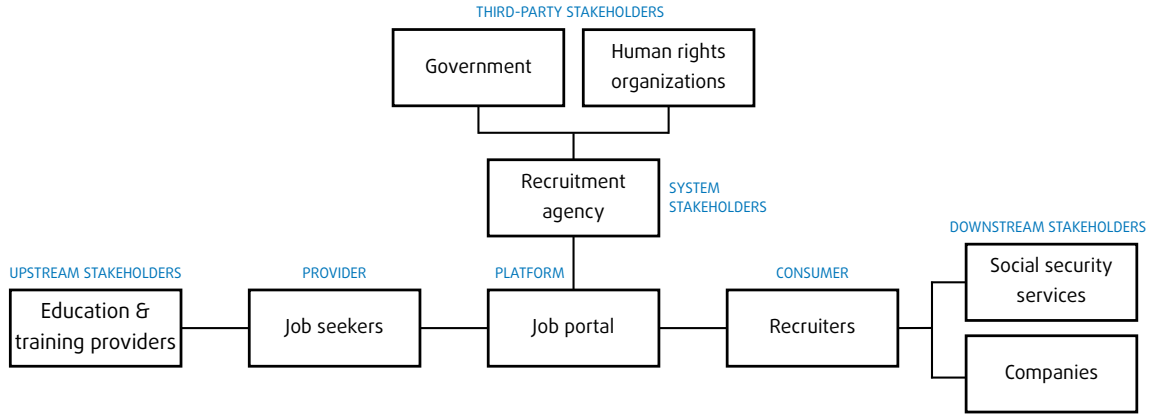 THIRD-PARTY STAKEHOLDERS
Government
Human rights
organizations
Recruitment
agency
SYSTEM
STAKEHOLDERS
DOWNSTREAM STAKEHOLDERS
UPSTREAM STAKEHOLDERS
PROVIDER
PLATFORM
CONSUMER
Education &
training providers
Job seekers
Job portal
Recruiters
Social security
services
Companies